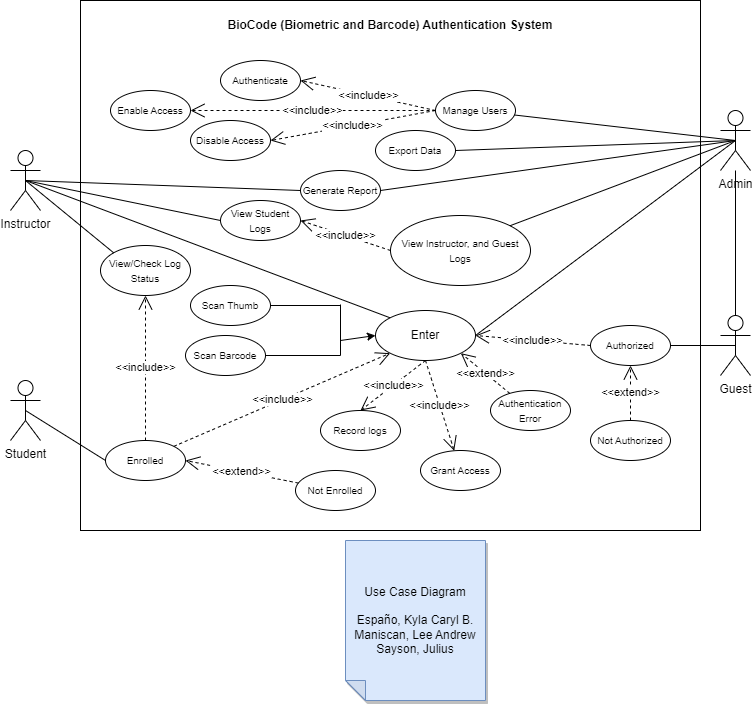 BioCode (Biometric and Barcode) Authentication System
Authenticate
<<include>>
Enable Access
<<include>>
Manage Users
<<include>>
Disable Access
Export Data
Admin
Generate Report
Instructor
View Student
Logs
<<include>>
View Instructor, and Guest
Logs
View/Check Log
Status
Scan Thumb
Enter
<<include>>
Authorized
Scan Barcode
<<include>>
<<extend>>
Guest
<<include>>
<<include>>
<<include>>
Authentication
Error
<<extend>>
Record logs
Not Authorized
Student
Enrolled
<<extend>>
Grant Access
Not Enrolled
Use Case Diagram
Españo, Kyla Caryl B.
Maniscan, Lee Andrew
Sayson, Julius